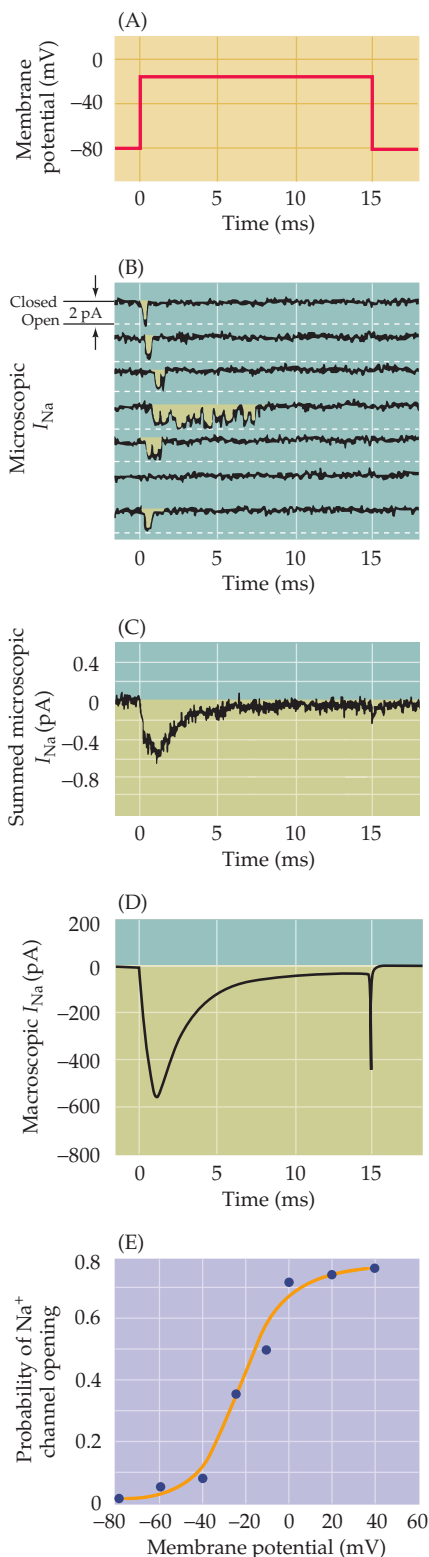 (A)
Membrane
potential (mV)
0
−40
−80
0 5 10 15
Time (ms)
(B)
Closed
Open
2 pA
Microscopic
I_Na
0 5 10 15
Time (ms)
(C)
Summed microscopic
I_Na (pA)
0.4
0
−0.4
−0.8
0 5 10 15
Time (ms)
(D)
Macroscopic I_Na (pA)
200
0
−200
−400
−600
−800
0 5 10 15
Time (ms)
(E)
Probability of Na⁺
channel opening
0.8
0.6
0.4
0.2
0
−80 −60 −40 −20 0 20 40 60
Membrane potential (mV)